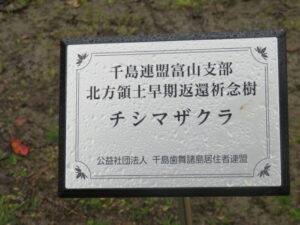 千島連盟富山支部
北方領土早期返還祈念樹
チシマザクラ
公益社団法人 千島歯舞諸島居住者連盟